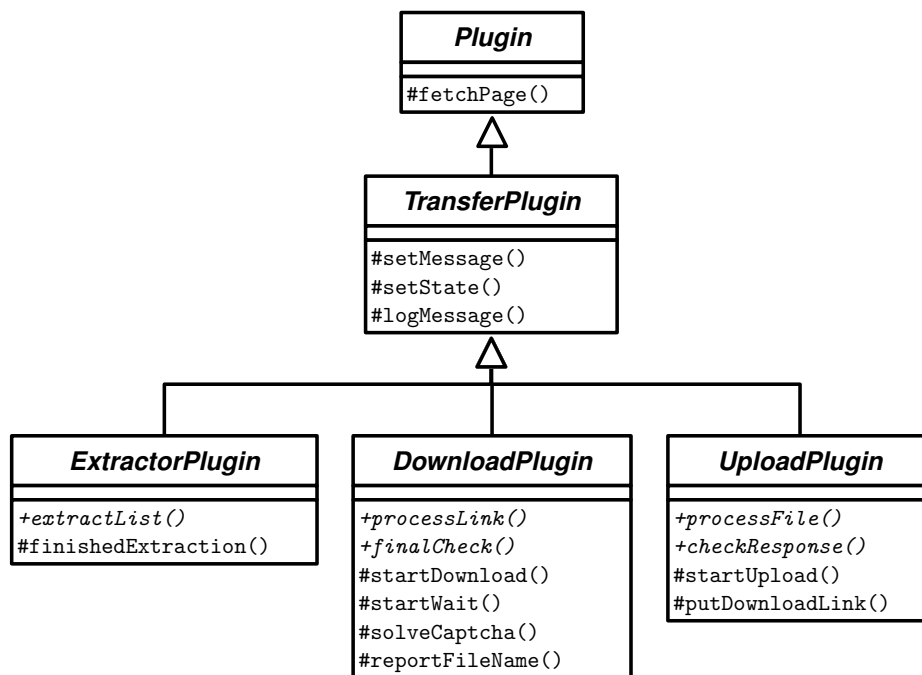 Plugin
#fetchPage()
TransferPlugin
#setMessage()
#setState()
#logMessage()
ExtractorPlugin
+extractList()
#finishedExtraction()
DownloadPlugin
+processLink()
+finalCheck()
#startDownload()
#startWait()
#solveCaptcha()
#reportFileName()
UploadPlugin
+processFile()
+checkResponse()
#startUpload()
#putDownloadLink()